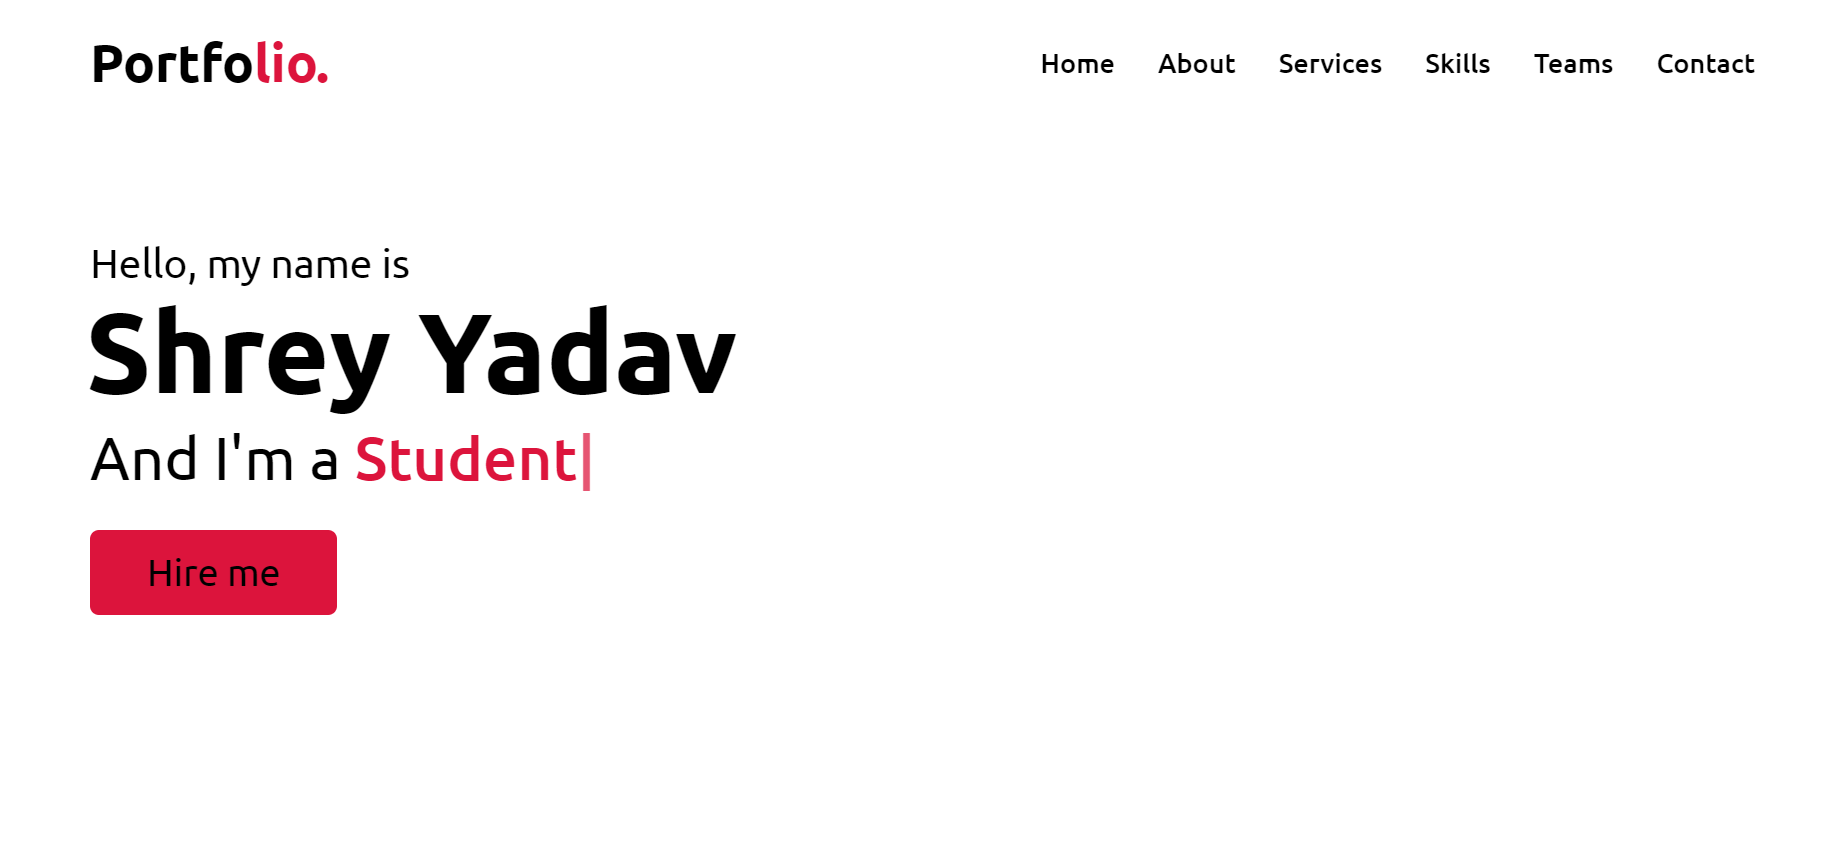 Portfolio.
Home About Services Skills Teams Contact
Hello, my name is
Shrey Yadav
And I'm a Student|
Hire me